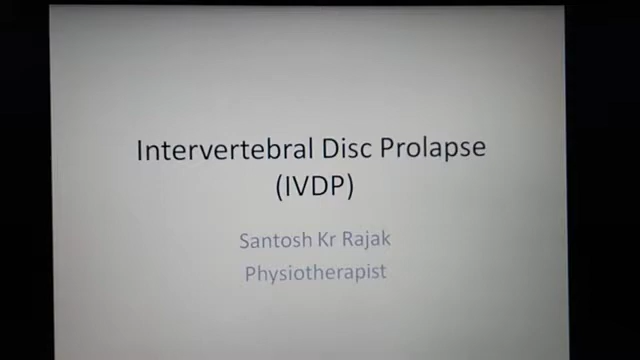 Intervertebral Disc Prolapse
(IVDP)
Santosh Kr Rajak
Physiotherapist